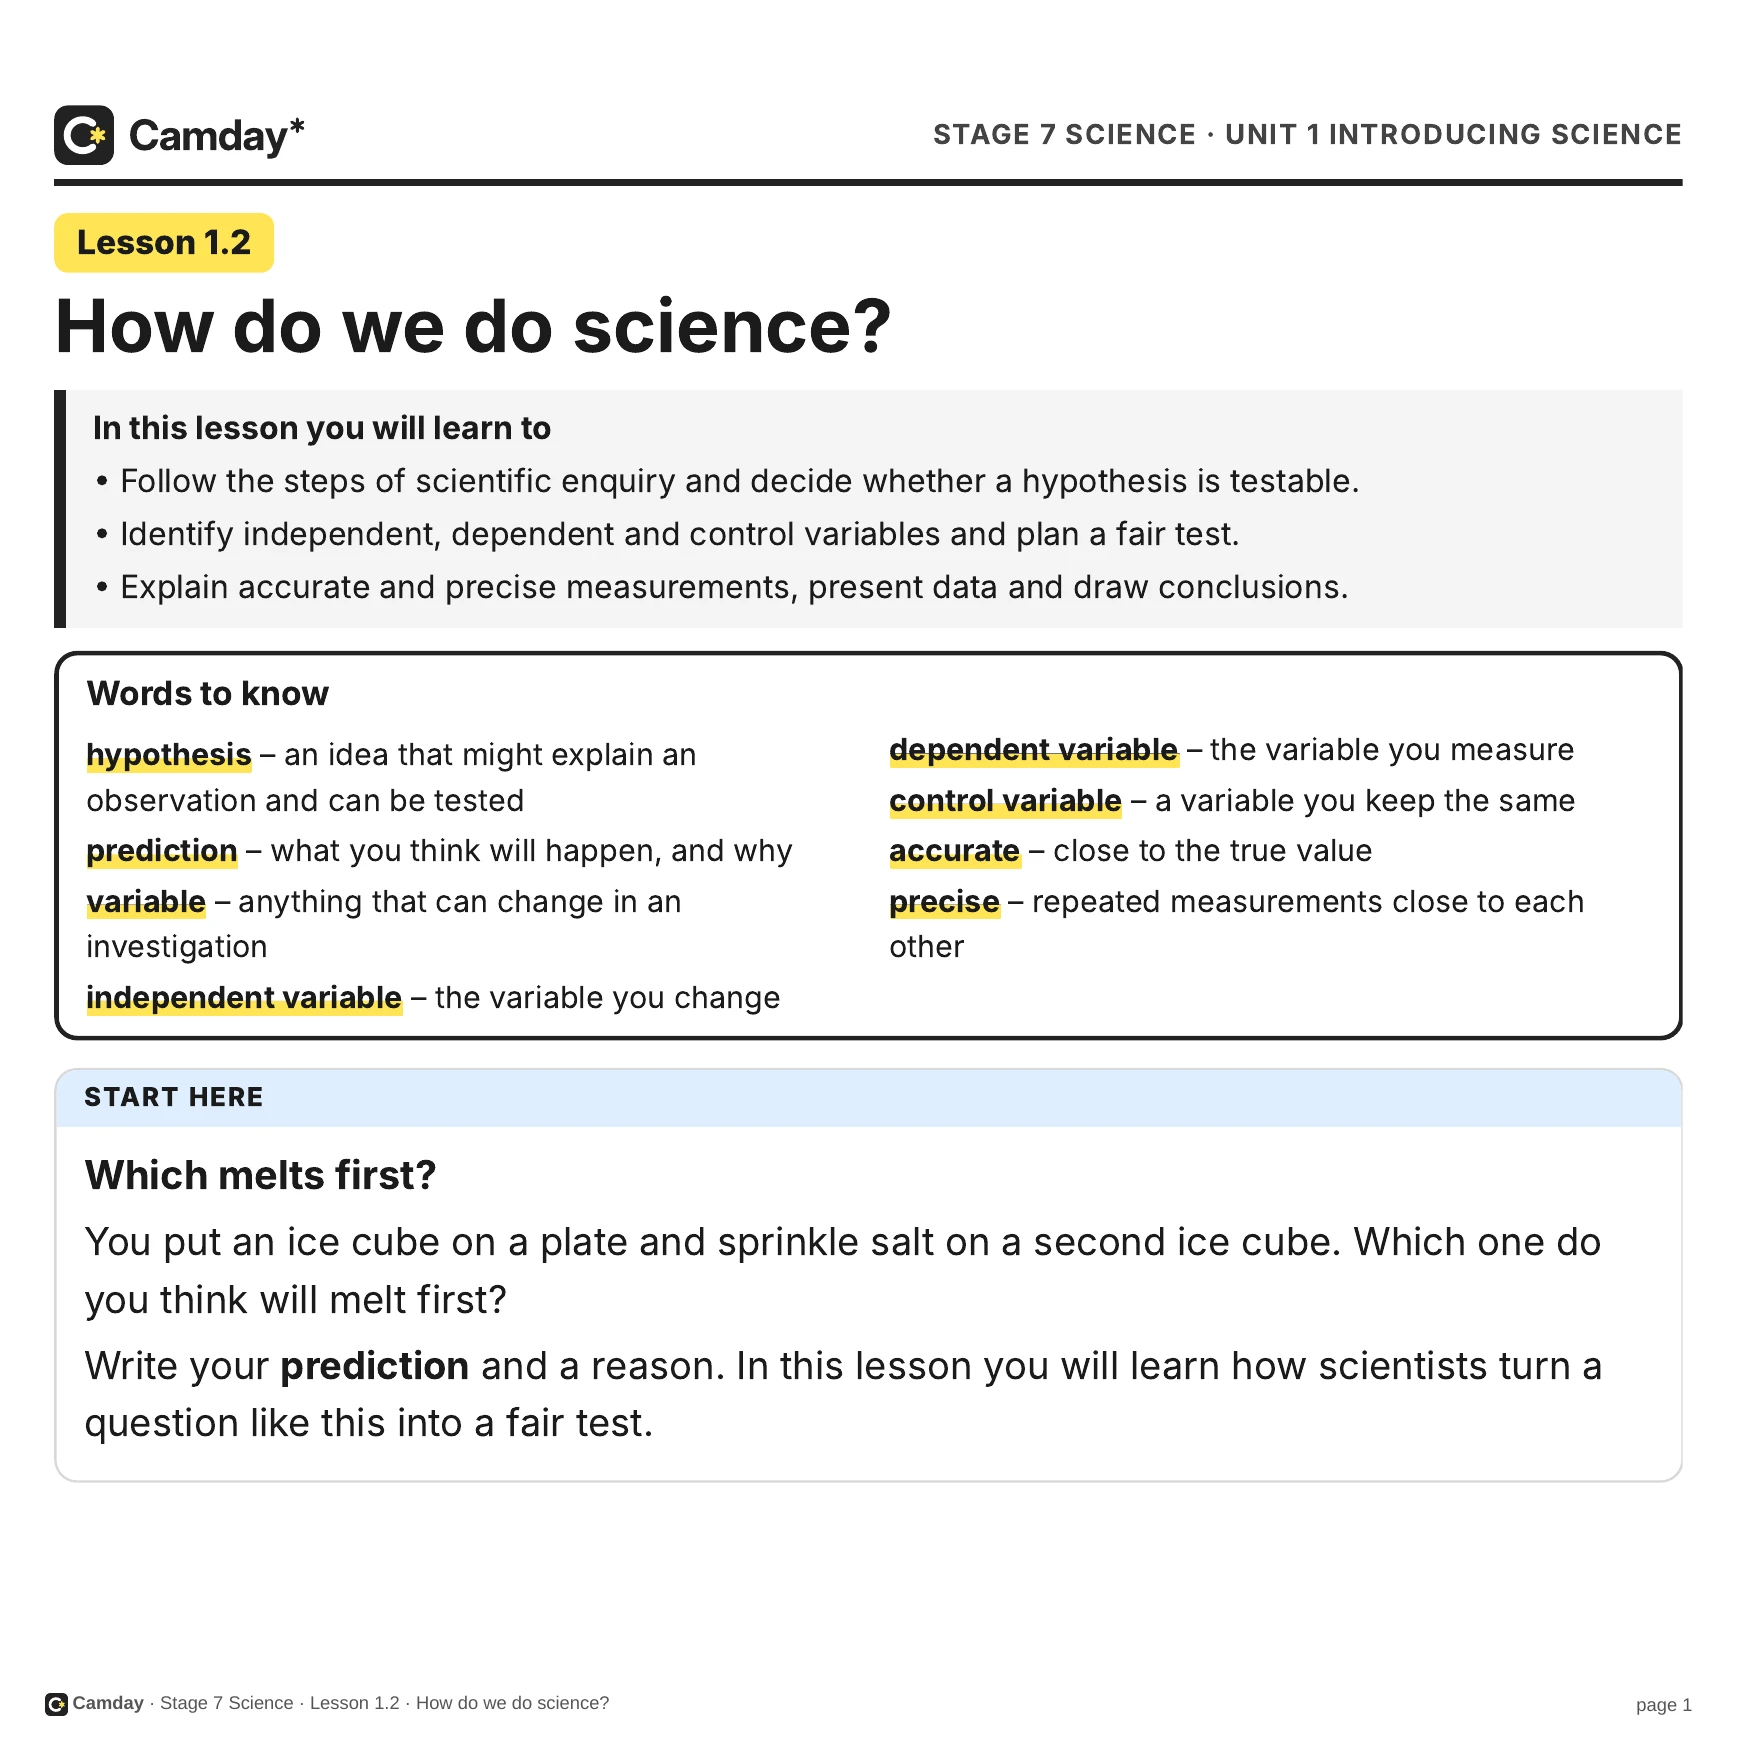 Camday*
STAGE 7 SCIENCE · UNIT 1 INTRODUCING SCIENCE
Lesson 1.2
How do we do science?
In this lesson you will learn to
• Follow the steps of scientific enquiry and decide whether a hypothesis is testable.
• Identify independent, dependent and control variables and plan a fair test.
• Explain accurate and precise measurements, present data and draw conclusions.
Words to know
hypothesis – an idea that might explain an
observation and can be tested
prediction – what you think will happen, and why
variable – anything that can change in an
investigation
independent variable – the variable you change
dependent variable – the variable you measure
control variable – a variable you keep the same
accurate – close to the true value
precise – repeated measurements close to each
other
START HERE
Which melts first?
You put an ice cube on a plate and sprinkle salt on a second ice cube. Which one do
you think will melt first?
Write your prediction and a reason. In this lesson you will learn how scientists turn a
question like this into a fair test.
Camday · Stage 7 Science · Lesson 1.2 · How do we do science?
page 1